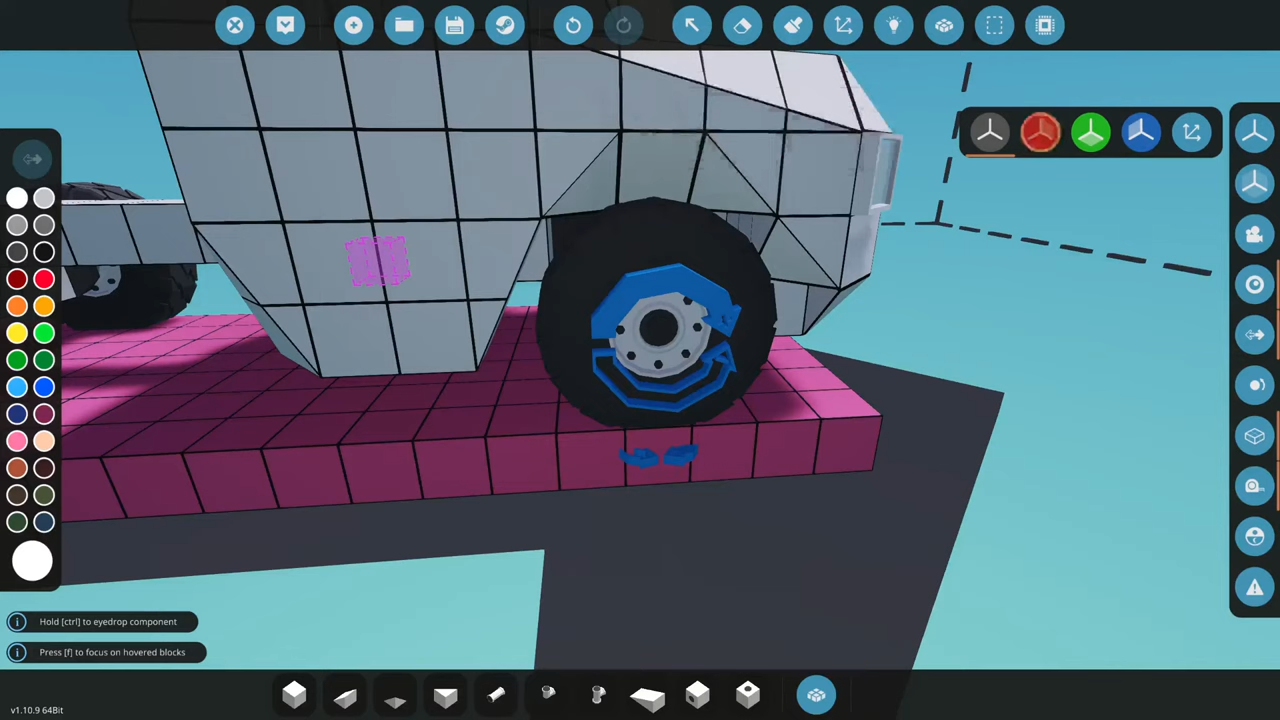 Hold [ctrl] to eyedrop component
Press [f] to focus on hovered blocks
v1.10.9 64Bit